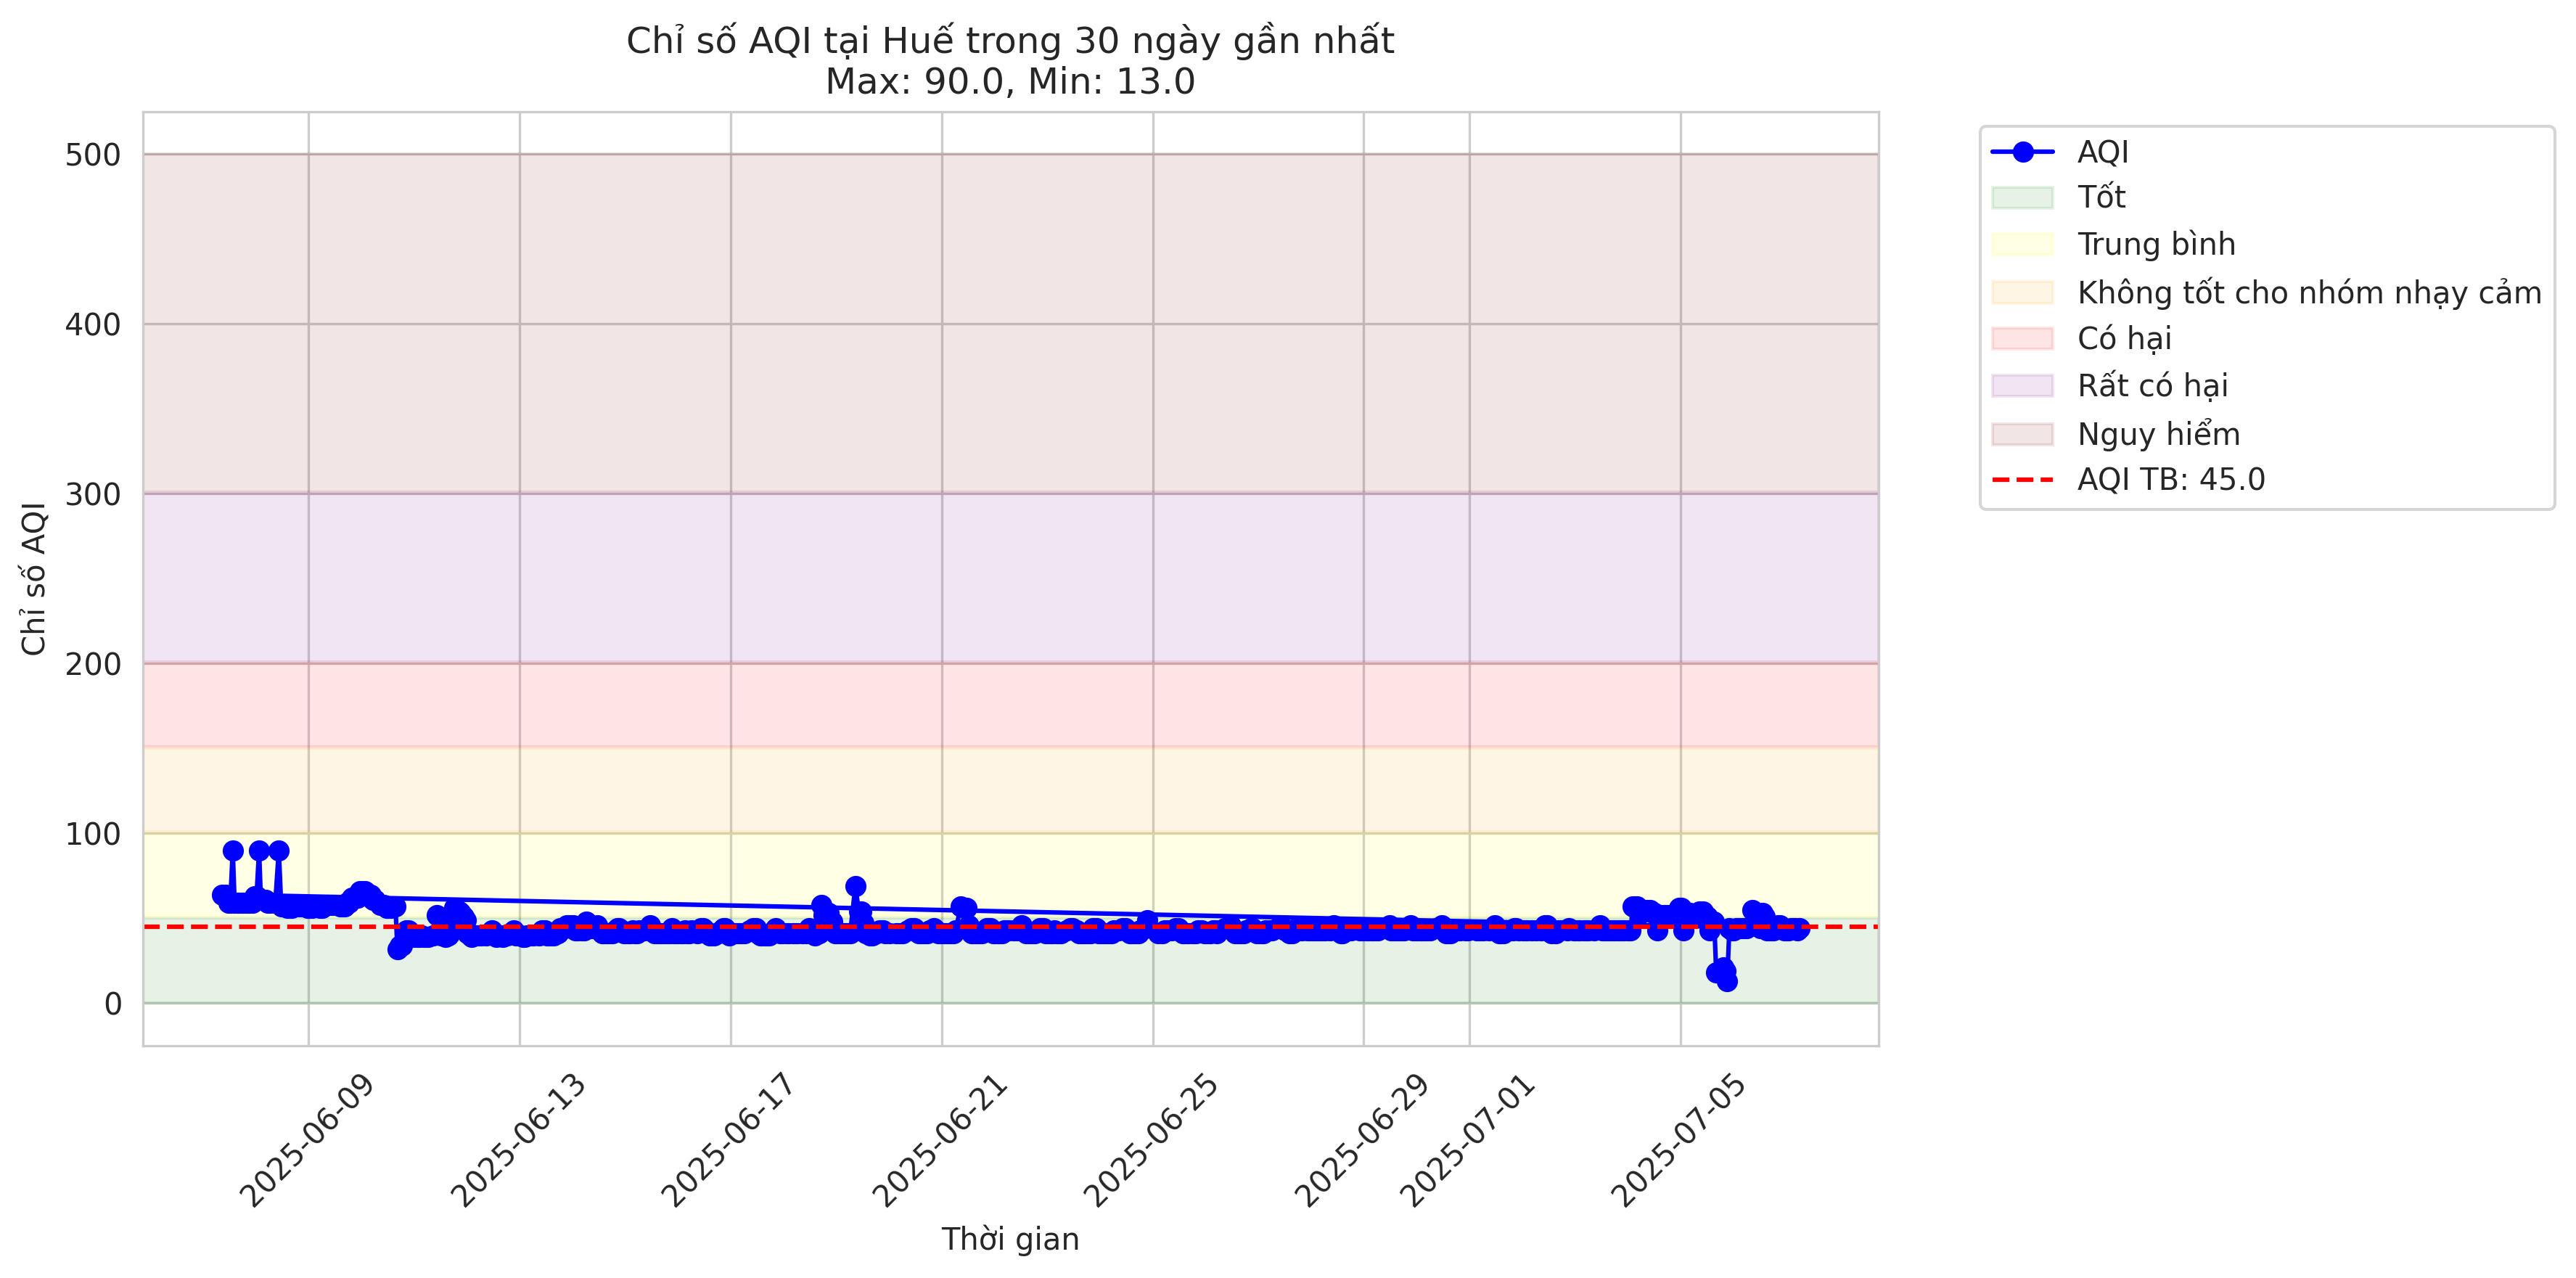 Chỉ số AQI tại Huế trong 30 ngày gần nhất
Max: 90.0, Min: 13.0
500
400
300
200
100
0
Chỉ số AQI
2025-06-09
2025-06-13
2025-06-17
2025-06-21
2025-06-25
2025-06-29
2025-07-01
2025-07-05
Thời gian
AQI
Tốt
Trung bình
Không tốt cho nhóm nhạy cảm
Có hại
Rất có hại
Nguy hiểm
AQI TB: 45.0